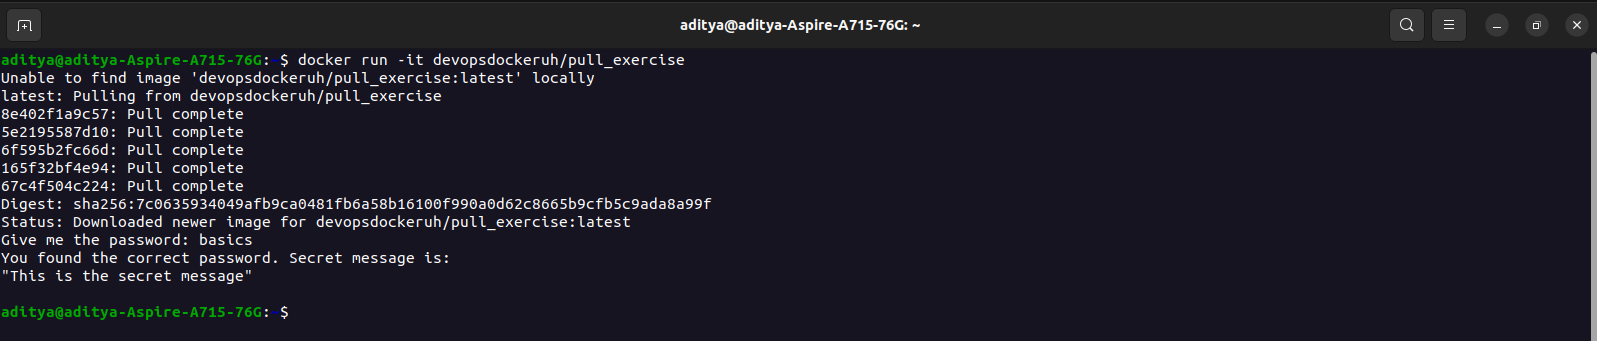 aditya@aditya-Aspire-A715-76G: ~
aditya@aditya-Aspire-A715-76G:~$ docker run -it devopsdockeruh/pull_exercise
Unable to find image 'devopsdockeruh/pull_exercise:latest' locally
latest: Pulling from devopsdockeruh/pull_exercise
8e402f1a9c57: Pull complete
5e2195587d10: Pull complete
6f595b2fc66d: Pull complete
165f32bf4e94: Pull complete
67c4f504c224: Pull complete
Digest: sha256:7c0635934049afb9ca0481fb6a58b16100f990a0d62c8665b9cfb5c9ada8a99f
Status: Downloaded newer image for devopsdockeruh/pull_exercise:latest
Give me the password: basics
You found the correct password. Secret message is:
"This is the secret message"
aditya@aditya-Aspire-A715-76G:~$